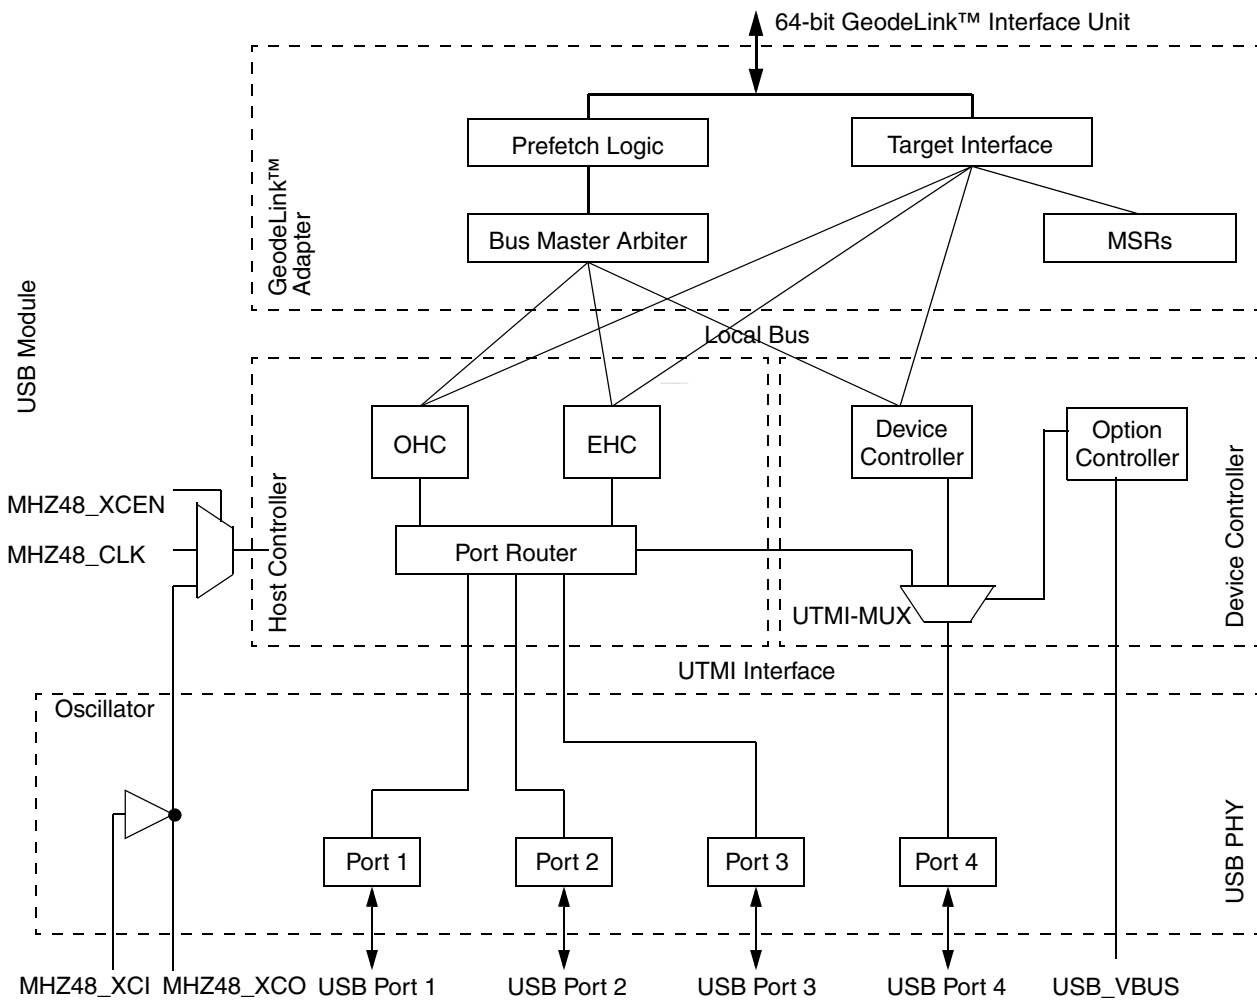 64-bit GeodeLink™ Interface Unit
Prefetch Logic
Target Interface
GeodeLink™
Adapter
Bus Master Arbiter
MSRs
USB Module
Local Bus
OHC
EHC
Device
Controller
Option
Controller
MHZ48_XCEN
MHZ48_CLK
Host Controller
Port Router
Device Controller
UTMI-MUX
UTMI Interface
Oscillator
USB PHY
Port 1
Port 2
Port 3
Port 4
MHZ48_XCI
MHZ48_XCO
USB Port 1
USB Port 2
USB Port 3
USB Port 4
USB_VBUS